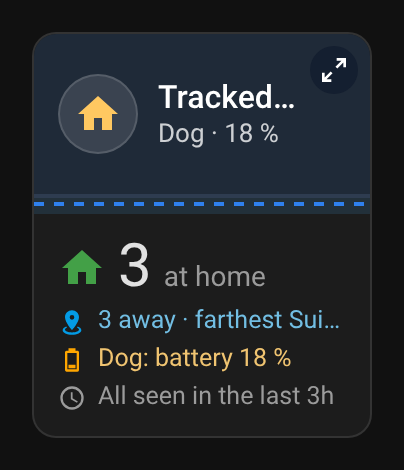 Tracked…
Dog · 18 %
3 at home
3 away · farthest Sui…
Dog: battery 18 %
All seen in the last 3h